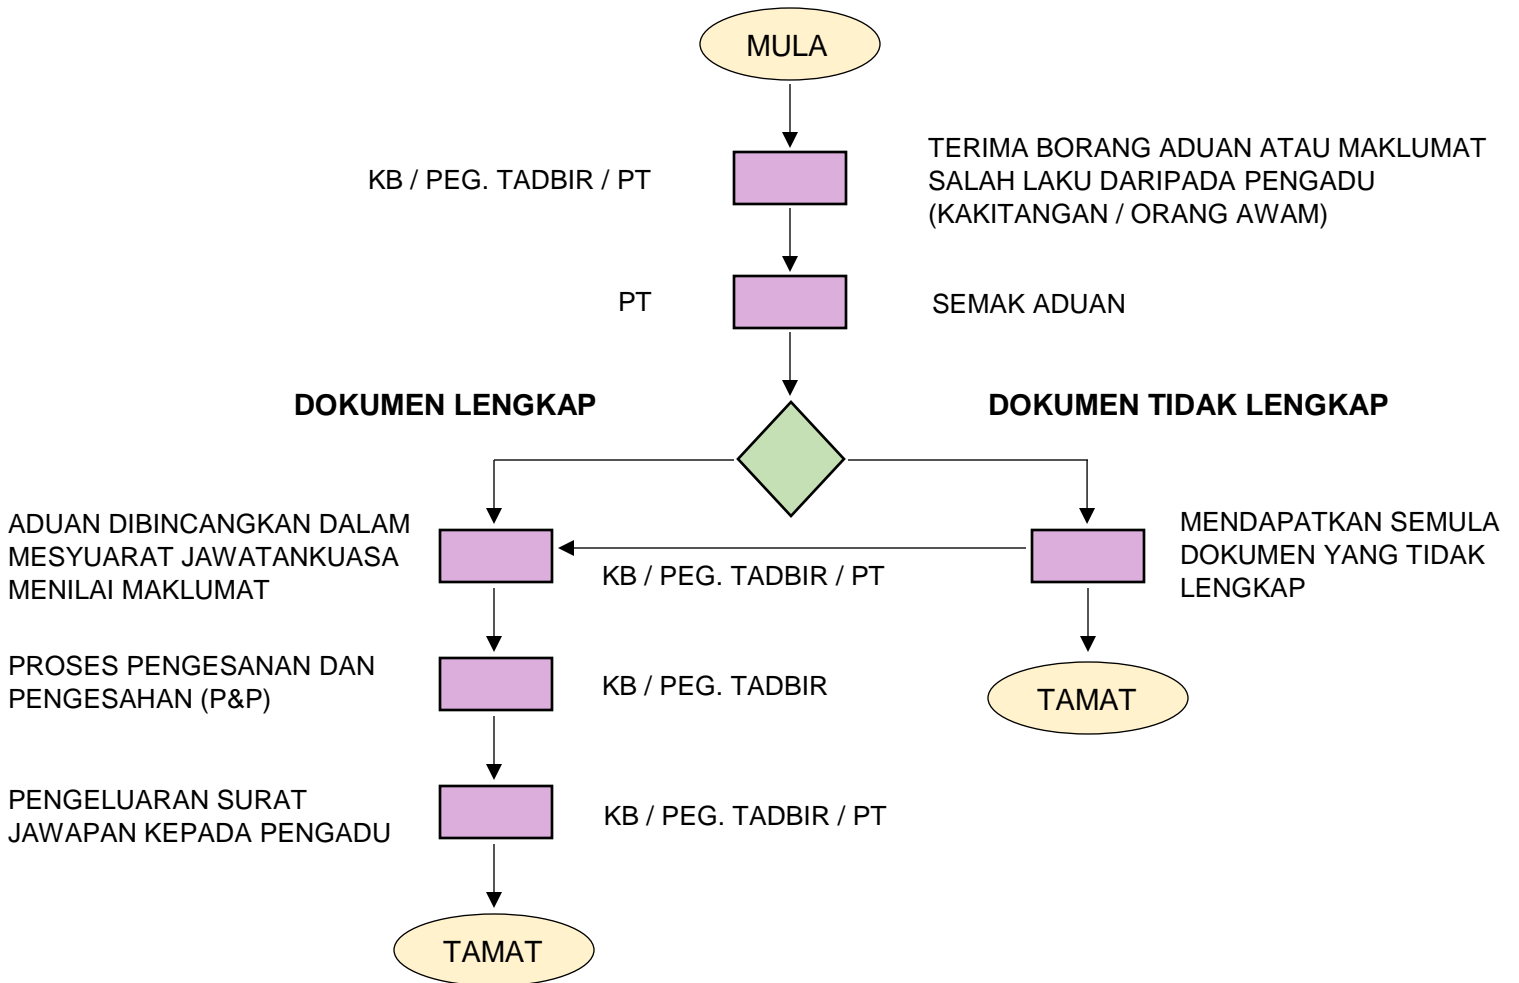 MULA
KB / PEG. TADBIR / PT
TERIMA BORANG ADUAN ATAU MAKLUMAT
SALAH LAKU DARIPADA PENGADU
(KAKITANGAN / ORANG AWAM)
PT
SEMAK ADUAN
DOKUMEN LENGKAP
DOKUMEN TIDAK LENGKAP
ADUAN DIBINCANGKAN DALAM
MESYUARAT JAWATANKUASA
MENILAI MAKLUMAT
KB / PEG. TADBIR / PT
MENDAPATKAN SEMULA
DOKUMEN YANG TIDAK
LENGKAP
PROSES PENGESANAN DAN
PENGESAHAN (P&P)
KB / PEG. TADBIR
TAMAT
PENGELUARAN SURAT
JAWAPAN KEPADA PENGADU
KB / PEG. TADBIR / PT
TAMAT